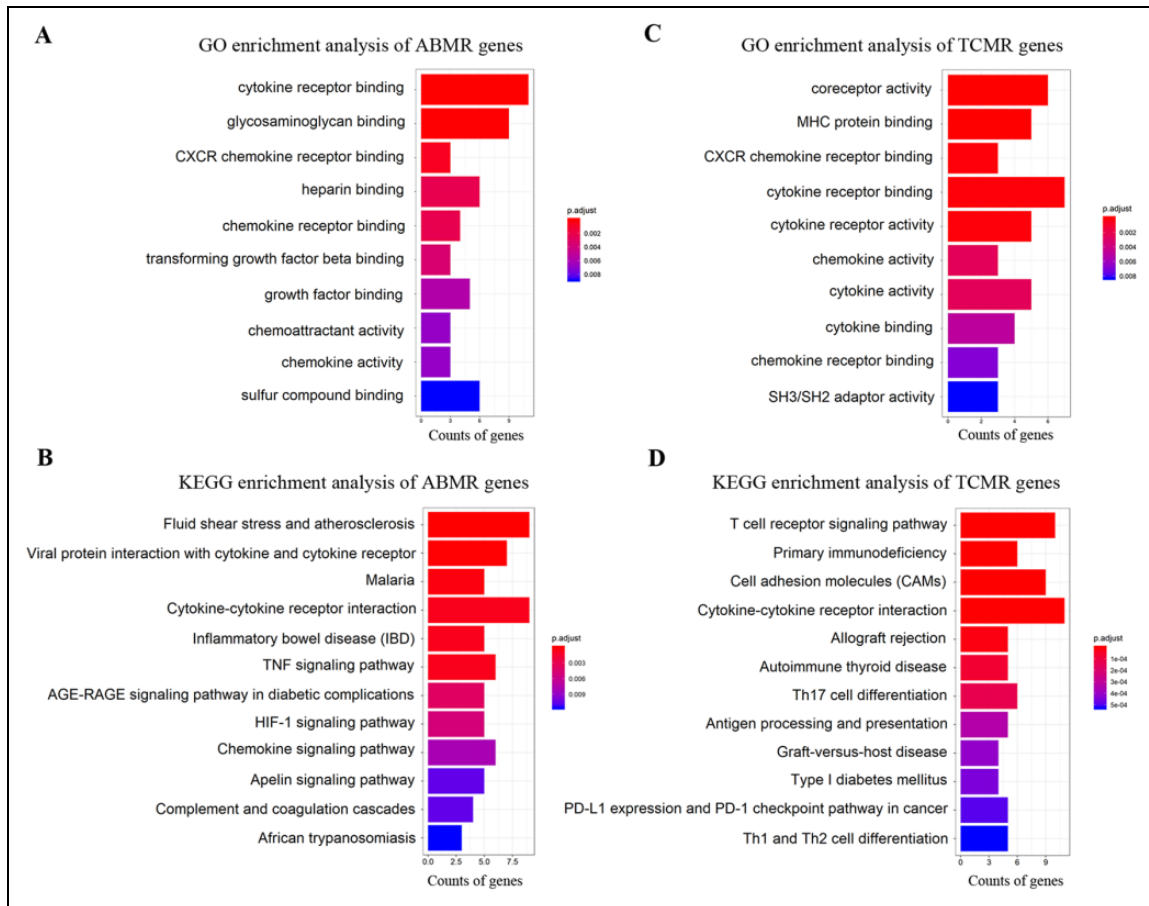 A
GO enrichment analysis of ABMR genes
cytokine receptor binding
glycosaminoglycan binding
CXCR chemokine receptor binding
heparin binding
chemokine receptor binding
transforming growth factor beta binding
growth factor binding
chemoattractant activity
chemokine activity
sulfur compound binding
p.adjust
0.002
0.004
0.006
0.008
0 3 6 9
Counts of genes
B
KEGG enrichment analysis of ABMR genes
Fluid shear stress and atherosclerosis
Viral protein interaction with cytokine and cytokine receptor
Malaria
Cytokine-cytokine receptor interaction
Inflammatory bowel disease (IBD)
TNF signaling pathway
AGE-RAGE signaling pathway in diabetic complications
HIF-1 signaling pathway
Chemokine signaling pathway
Apelin signaling pathway
Complement and coagulation cascades
African trypanosomiasis
p.adjust
0.003
0.006
0.009
0.0 2.5 5.0 7.5
Counts of genes
C
GO enrichment analysis of TCMR genes
coreceptor activity
MHC protein binding
CXCR chemokine receptor binding
cytokine receptor binding
cytokine receptor activity
chemokine activity
cytokine activity
cytokine binding
chemokine receptor binding
SH3/SH2 adaptor activity
p.adjust
0.002
0.004
0.006
0.008
0 2 4 6
Counts of genes
D
KEGG enrichment analysis of TCMR genes
T cell receptor signaling pathway
Primary immunodeficiency
Cell adhesion molecules (CAMs)
Cytokine-cytokine receptor interaction
Allograft rejection
Autoimmune thyroid disease
Th17 cell differentiation
Antigen processing and presentation
Graft-versus-host disease
Type I diabetes mellitus
PD-L1 expression and PD-1 checkpoint pathway in cancer
Th1 and Th2 cell differentiation
p.adjust
1e-04
2e-04
3e-04
4e-04
5e-04
0 3 6 9
Counts of genes